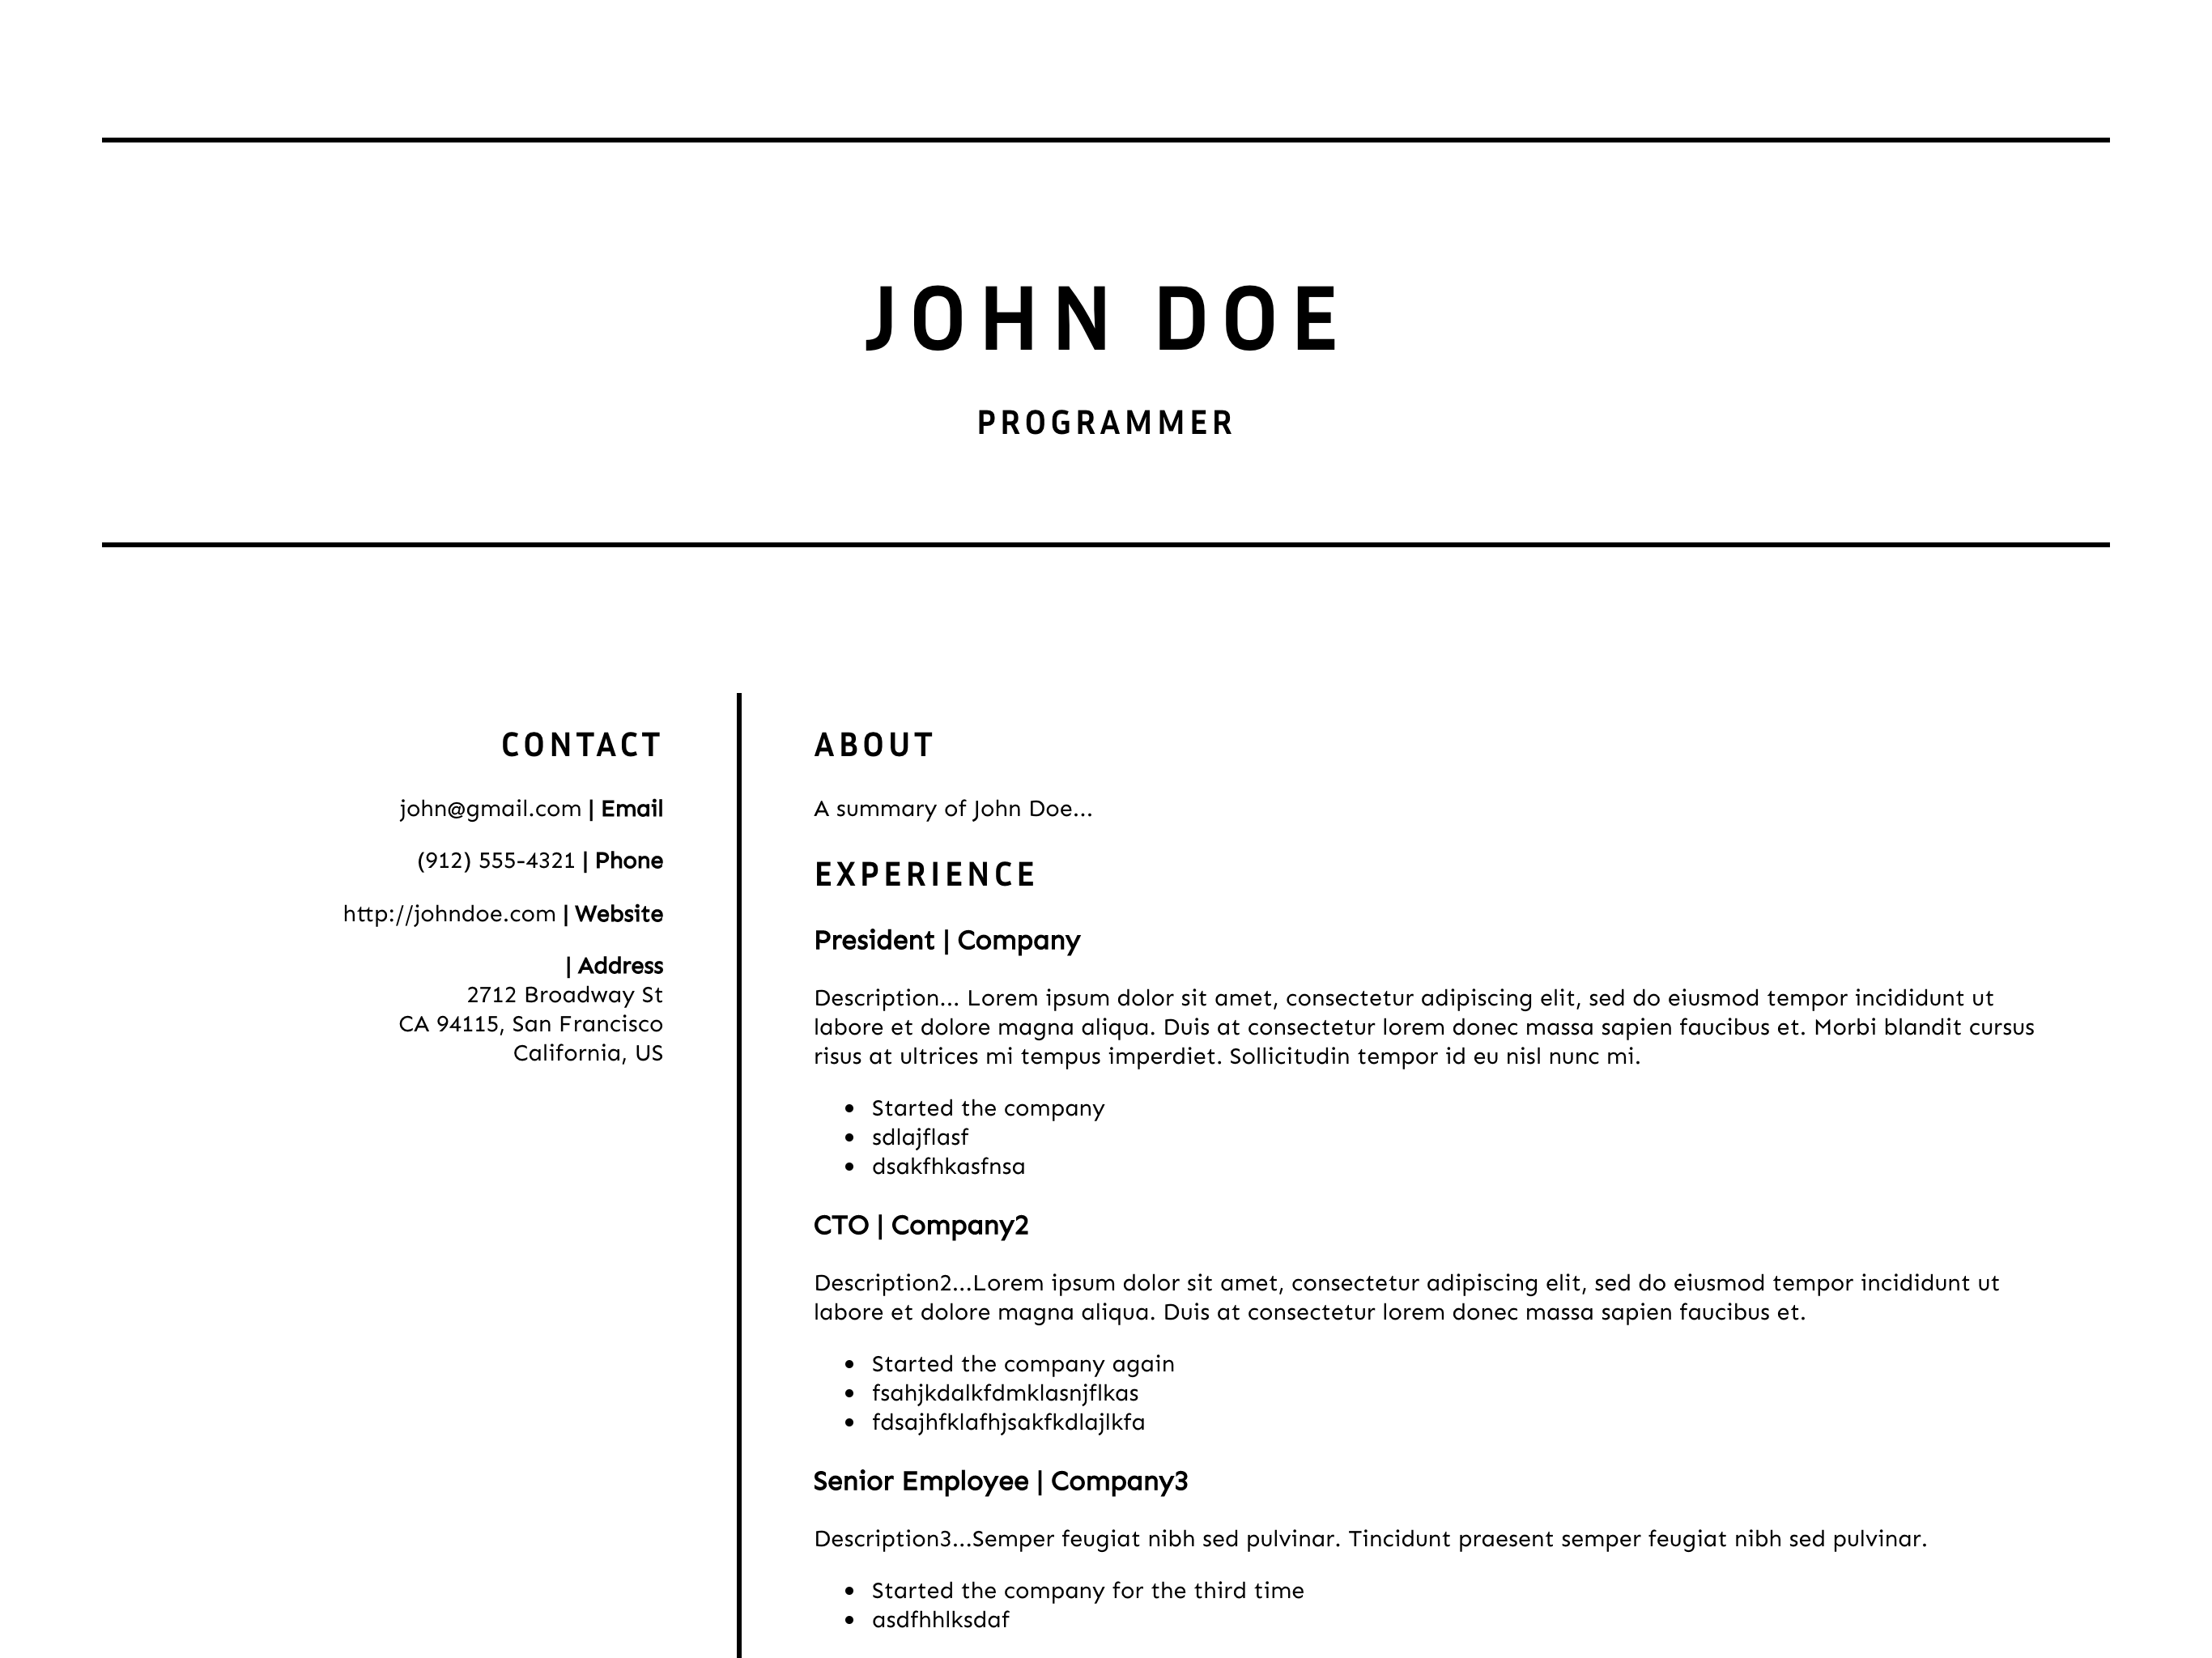 JOHN DOE
PROGRAMMER
CONTACT
john@gmail.com | Email
(912) 555-4321 | Phone
http://johndoe.com | Website
| Address
2712 Broadway St
CA 94115, San Francisco
California, US
ABOUT
A summary of John Doe...
EXPERIENCE
President | Company
Description... Lorem ipsum dolor sit amet, consectetur adipiscing elit, sed do eiusmod tempor incididunt ut
labore et dolore magna aliqua. Duis at consectetur lorem donec massa sapien faucibus et. Morbi blandit cursus
risus at ultrices mi tempus imperdiet. Sollicitudin tempor id eu nisl nunc mi.
• Started the company
• sdlajflasf
• dsakfhkasfnsa
CTO | Company2
Description2...Lorem ipsum dolor sit amet, consectetur adipiscing elit, sed do eiusmod tempor incididunt ut
labore et dolore magna aliqua. Duis at consectetur lorem donec massa sapien faucibus et.
• Started the company again
• fsahjkdalkfdmklasnjflkas
• fdsajhfklafhjsakfkdlajlkfa
Senior Employee | Company3
Description3...Semper feugiat nibh sed pulvinar. Tincidunt praesent semper feugiat nibh sed pulvinar.
• Started the company for the third time
• asdfhhlksdaf